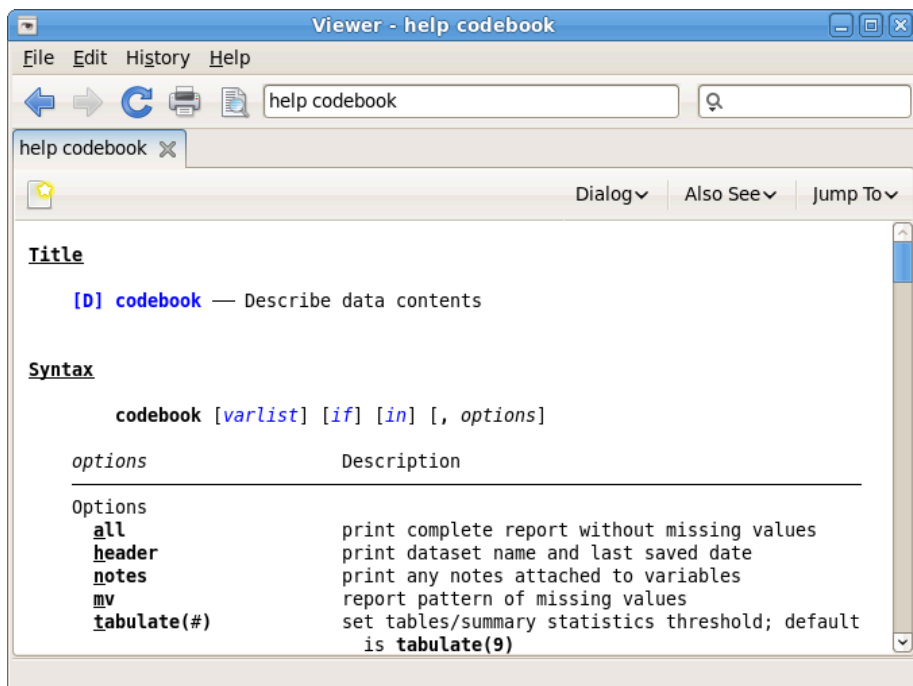 Viewer - help codebook
File Edit History Help
help codebook
help codebook
Dialog Also See Jump To
Title
[D] codebook — Describe data contents
Syntax
codebook [varlist] [if] [in] [, options]
options Description
Options
all print complete report without missing values
header print dataset name and last saved date
notes print any notes attached to variables
mv report pattern of missing values
tabulate(#) set tables/summary statistics threshold; default
is tabulate(9)